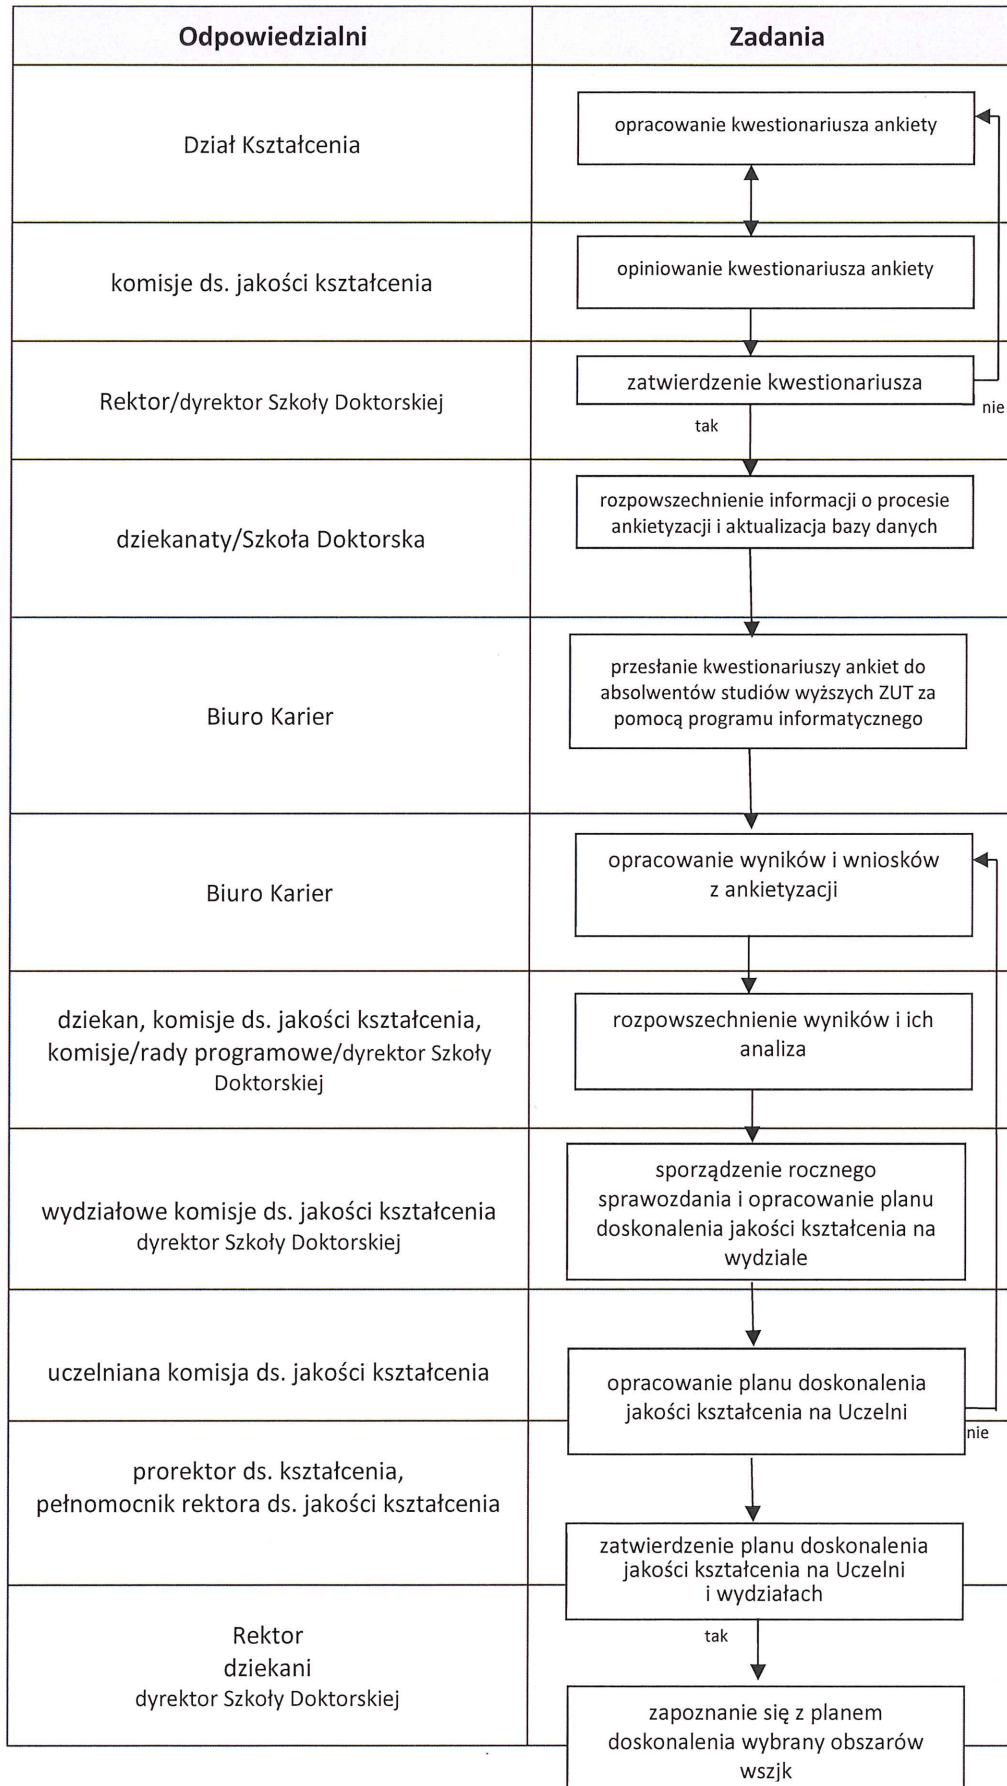 Odpowiedzialni
Zadania
Dział Kształcenia
opracowanie kwestionariusza ankiety
komisje ds. jakości kształcenia
opiniowanie kwestionariusza ankiety
Rektor/dyrektor Szkoły Doktorskiej
zatwierdzenie kwestionariusza
nie
tak
dziekanaty/Szkoła Doktorska
rozpowszechnienie informacji o procesie
ankietyzacji i aktualizacja bazy danych
Biuro Karier
przesłanie kwestionariuszy ankiet do
absolwentów studiów wyższych ZUT za
pomocą programu informatycznego
Biuro Karier
opracowanie wyników i wniosków
z ankietyzacji
dziekan, komisje ds. jakości kształcenia,
komisje/rady programowe/dyrektor Szkoły
Doktorskiej
rozpowszechnienie wyników i ich
analiza
wydziałowe komisje ds. jakości kształcenia
dyrektor Szkoły Doktorskiej
sporządzenie rocznego
sprawozdania i opracowanie planu
doskonalenia jakości kształcenia na
wydziale
uczelniana komisja ds. jakości kształcenia
opracowanie planu doskonalenia
jakości kształcenia na Uczelni
nie
prorektor ds. kształcenia,
pełnomocnik rektora ds. jakości kształcenia
zatwierdzenie planu doskonalenia
jakości kształcenia na Uczelni
i wydziałach
tak
Rektor
dziekani
dyrektor Szkoły Doktorskiej
zapoznanie się z planem
doskonalenia wybrany obszarów
wszjk